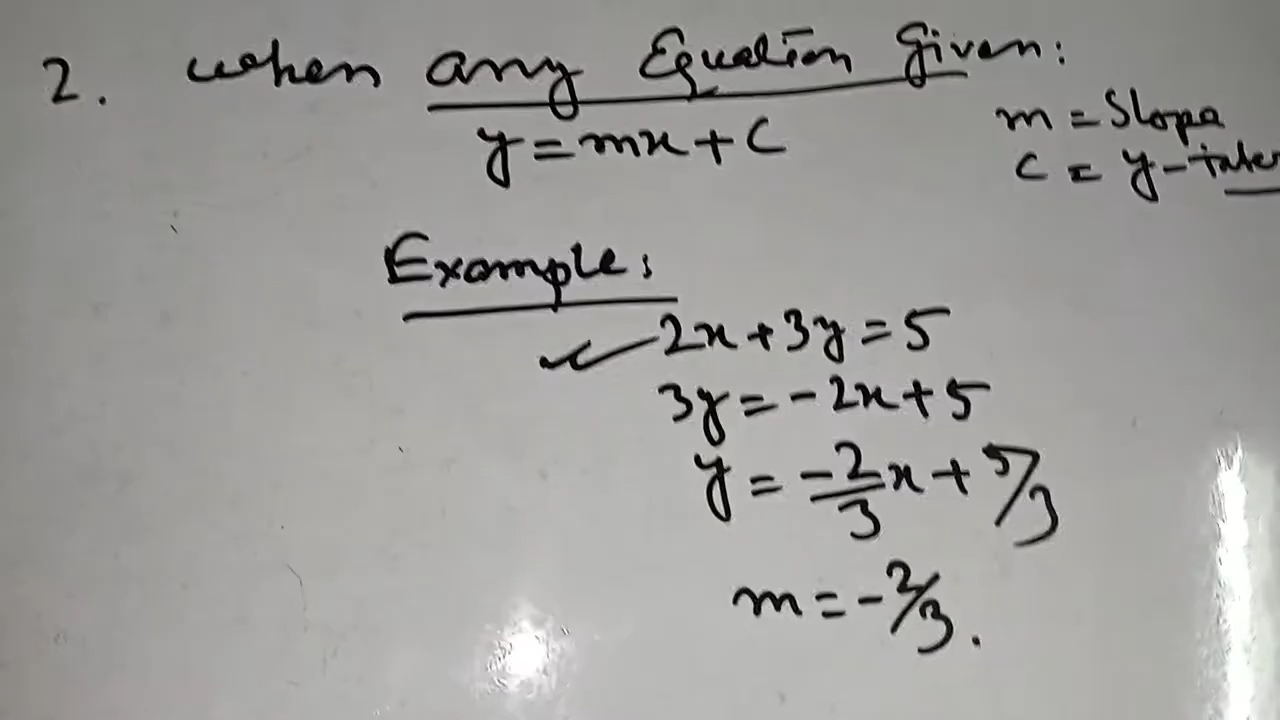 2. when any Equation Given:
y = mx + c
m = Slope
c = y-inter
Example:
2x + 3y = 5
3y = -2x + 5
y = -2/3 x + 5/3
m = -2/3.